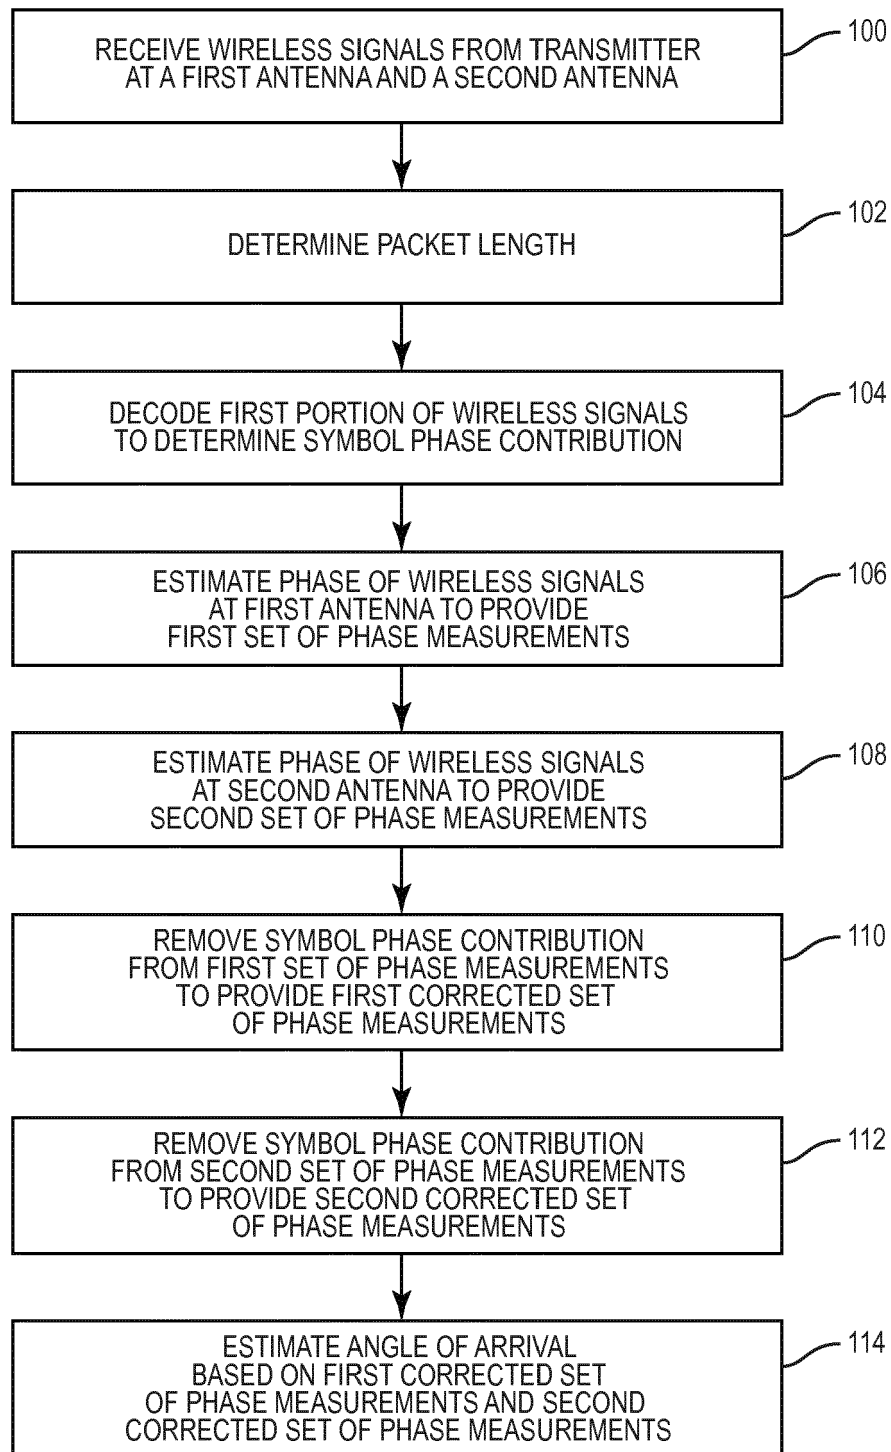 RECEIVE WIRELESS SIGNALS FROM TRANSMITTER
AT A FIRST ANTENNA AND A SECOND ANTENNA
100
DETERMINE PACKET LENGTH
102
DECODE FIRST PORTION OF WIRELESS SIGNALS
TO DETERMINE SYMBOL PHASE CONTRIBUTION
104
ESTIMATE PHASE OF WIRELESS SIGNALS
AT FIRST ANTENNA TO PROVIDE
FIRST SET OF PHASE MEASUREMENTS
106
ESTIMATE PHASE OF WIRELESS SIGNALS
AT SECOND ANTENNA TO PROVIDE
SECOND SET OF PHASE MEASUREMENTS
108
REMOVE SYMBOL PHASE CONTRIBUTION
FROM FIRST SET OF PHASE MEASUREMENTS
TO PROVIDE FIRST CORRECTED SET
OF PHASE MEASUREMENTS
110
REMOVE SYMBOL PHASE CONTRIBUTION
FROM SECOND SET OF PHASE MEASUREMENTS
TO PROVIDE SECOND CORRECTED SET
OF PHASE MEASUREMENTS
112
ESTIMATE ANGLE OF ARRIVAL
BASED ON FIRST CORRECTED SET
OF PHASE MEASUREMENTS AND SECOND
CORRECTED SET OF PHASE MEASUREMENTS
114